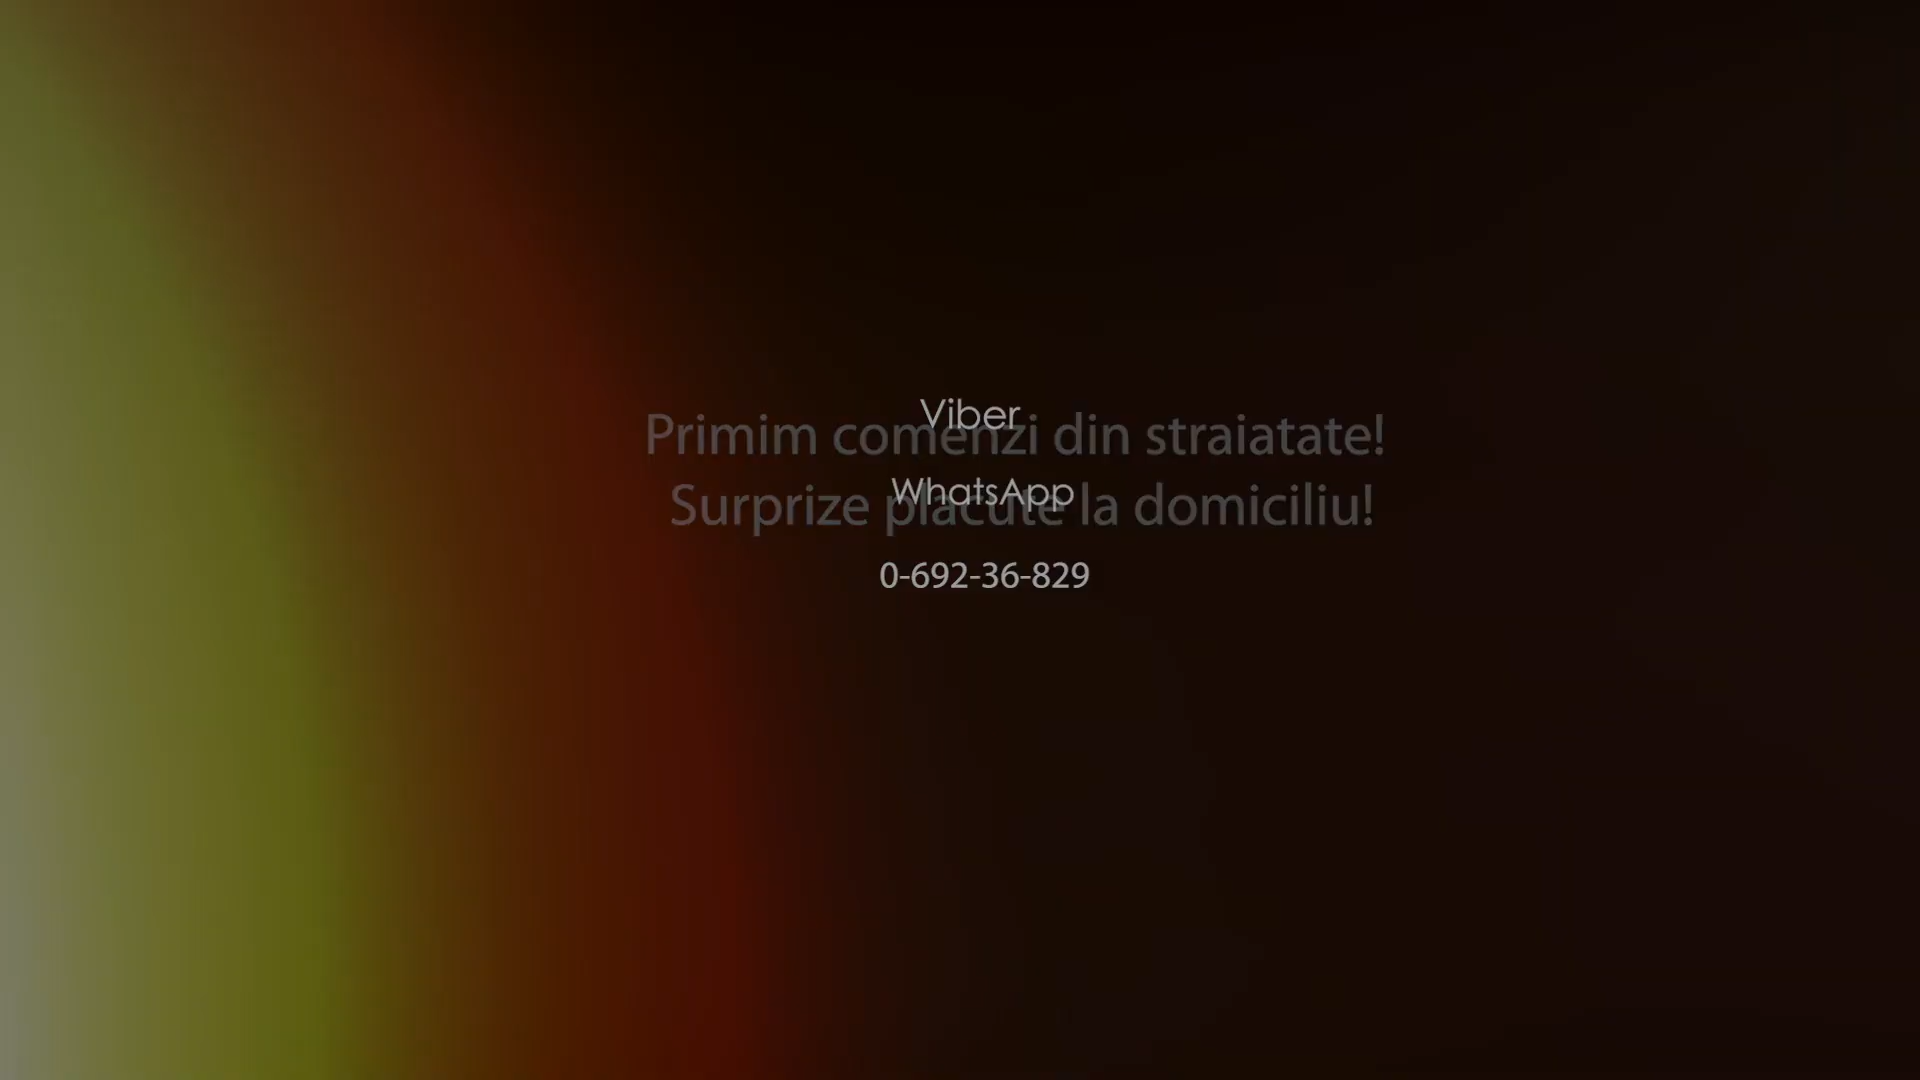 Viber
Primim comenzi din straiatate!
WhatsApp
Surprize placute la domiciliu!
0-692-36-829